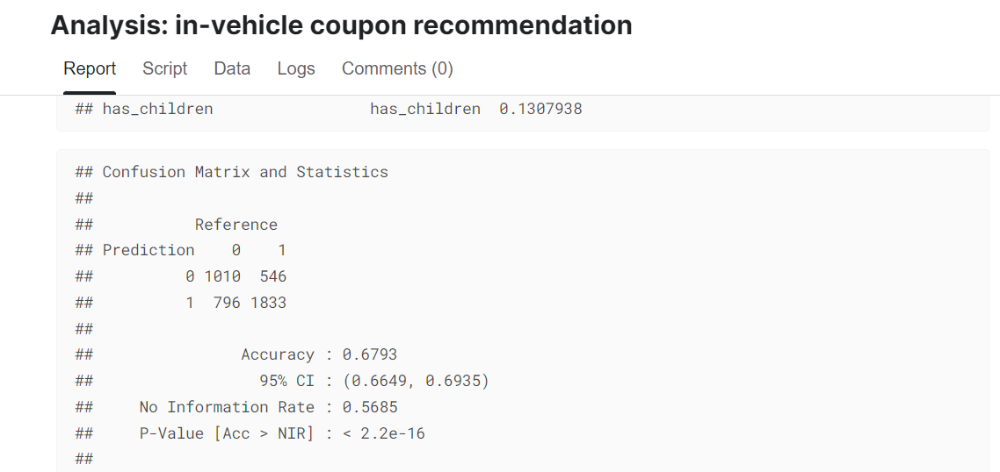 Analysis: in-vehicle coupon recommendation
Report Script Data Logs Comments (0)
## has_children                 has_children  0.1307938
## Confusion Matrix and Statistics
##
##           Reference
## Prediction    0    1
##          0 1010  546
##          1  796 1833
##
##                Accuracy : 0.6793
##                  95% CI : (0.6649, 0.6935)
##     No Information Rate : 0.5685
##     P-Value [Acc > NIR] : < 2.2e-16
##